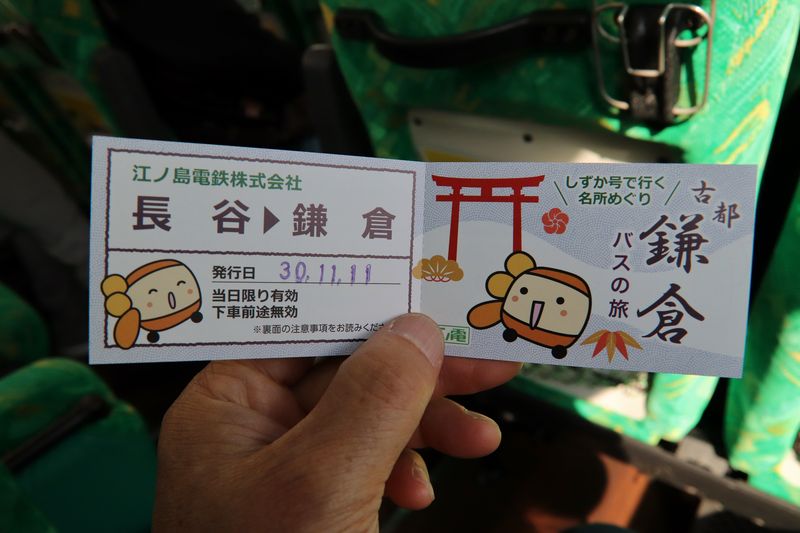 江ノ島電鉄株式会社
長谷▶鎌倉
発行日 30.11.11
当日限り有効
下車前途無効
※裏面の注意事項をお読みくだ
しずか号で行く
名所めぐり
古都
鎌倉
バスの旅
電